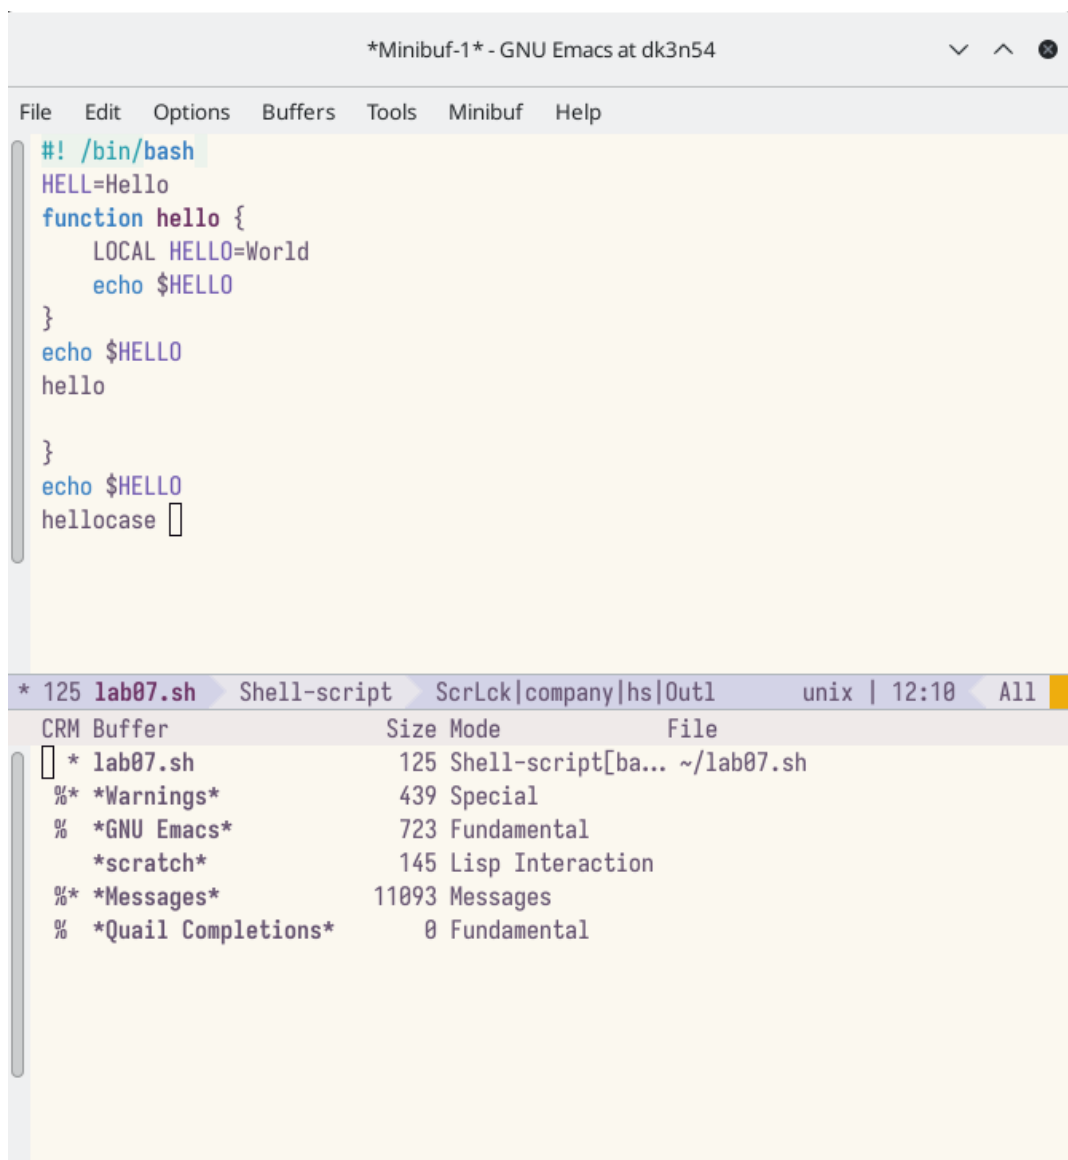 *Minibuf-1* - GNU Emacs at dk3n54
File Edit Options Buffers Tools Minibuf Help
#! /bin/bash
HELL=Hello
function hello {
    LOCAL HELLO=World
    echo $HELLO
}
echo $HELLO
hello
}
echo $HELLO
hellocase
* 125 lab07.sh Shell-script ScrLck|company|hs|Outl unix | 12:10 All
CRM Buffer Size Mode File
* lab07.sh 125 Shell-script[ba... ~/lab07.sh
%* *Warnings* 439 Special
% *GNU Emacs* 723 Fundamental
*scratch* 145 Lisp Interaction
%* *Messages* 11093 Messages
% *Quail Completions* 0 Fundamental